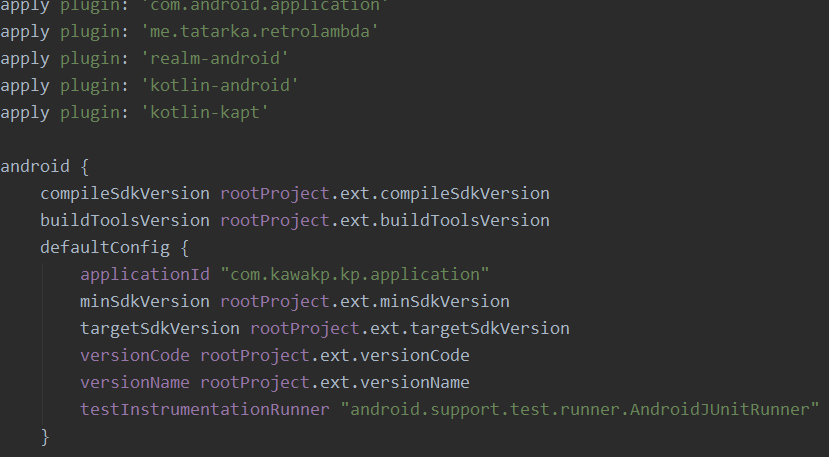 apply plugin: 'com.android.application'
apply plugin: 'me.tatarka.retrolambda'
apply plugin: 'realm-android'
apply plugin: 'kotlin-android'
apply plugin: 'kotlin-kapt'
android {
compileSdkVersion rootProject.ext.compileSdkVersion
buildToolsVersion rootProject.ext.buildToolsVersion
defaultConfig {
applicationId "com.kawakp.kp.application"
minSdkVersion rootProject.ext.minSdkVersion
targetSdkVersion rootProject.ext.targetSdkVersion
versionCode rootProject.ext.versionCode
versionName rootProject.ext.versionName
testInstrumentationRunner "android.support.test.runner.AndroidJUnitRunner"
}